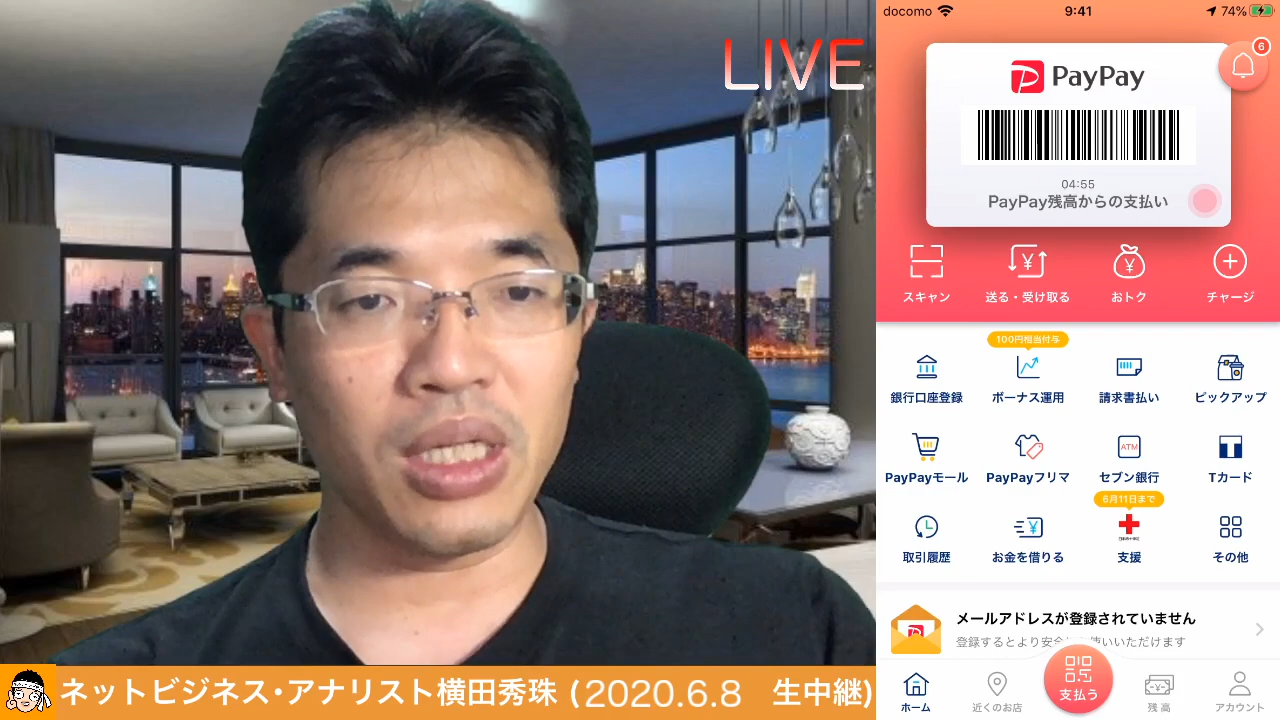 LIVE
ネットビジネス・アナリスト横田秀珠 (2020.6.8 生中継)
docomo 9:41 74%
6
PayPay
04:55
PayPay残高からの支払い
スキャン 送る・受け取る おトク チャージ
100円相当付与
銀行口座登録 ボーナス運用 請求書払い ピックアップ
ATM
PayPayモール PayPayフリマ セブン銀行 Tカード
6月11日まで
取引履歴 お金を借りる 支援 その他
メールアドレスが登録されていません
登録するとより安全 使いいただけます
支払う
ホーム 近くのお店 残高 アカウント